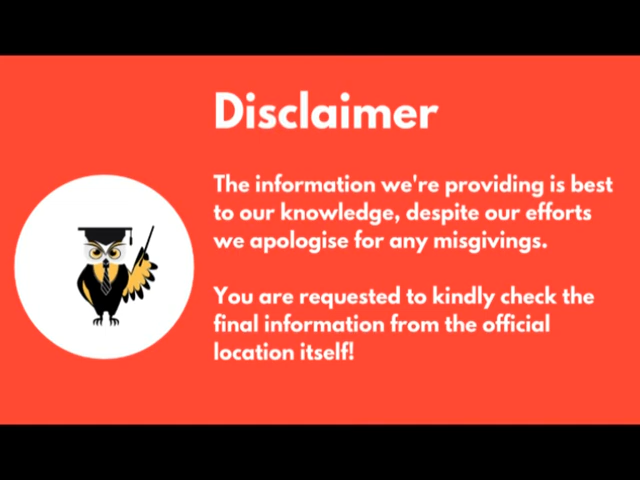 Disclaimer
The information we're providing is best
to our knowledge, despite our efforts
we apologise for any misgivings.
You are requested to kindly check the
final information from the official
location itself!